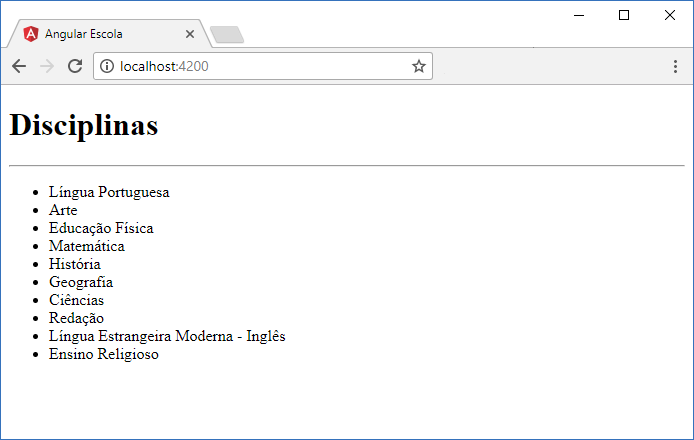 Angular Escola
localhost:4200
Disciplinas
Língua Portuguesa
Arte
Educação Física
Matemática
História
Geografia
Ciências
Redação
Língua Estrangeira Moderna - Inglês
Ensino Religioso